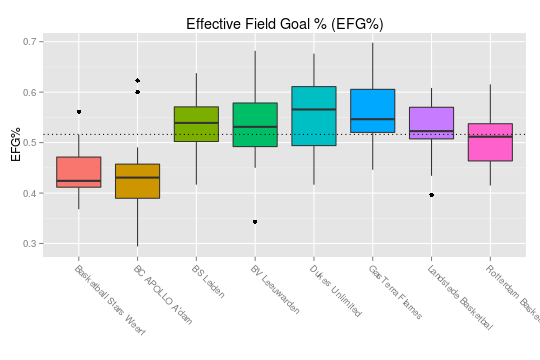 Effective Field Goal % (EFG%)
EFG%
0.7
0.6
0.5
0.4
0.3
Basketball Stars Weert
BC APOLLO A'dam
BS Leiden
BV Leeuwarden
Dukes Unlimited
GasTerra Flames
Landstede Basketbal
Rotterdam Baske